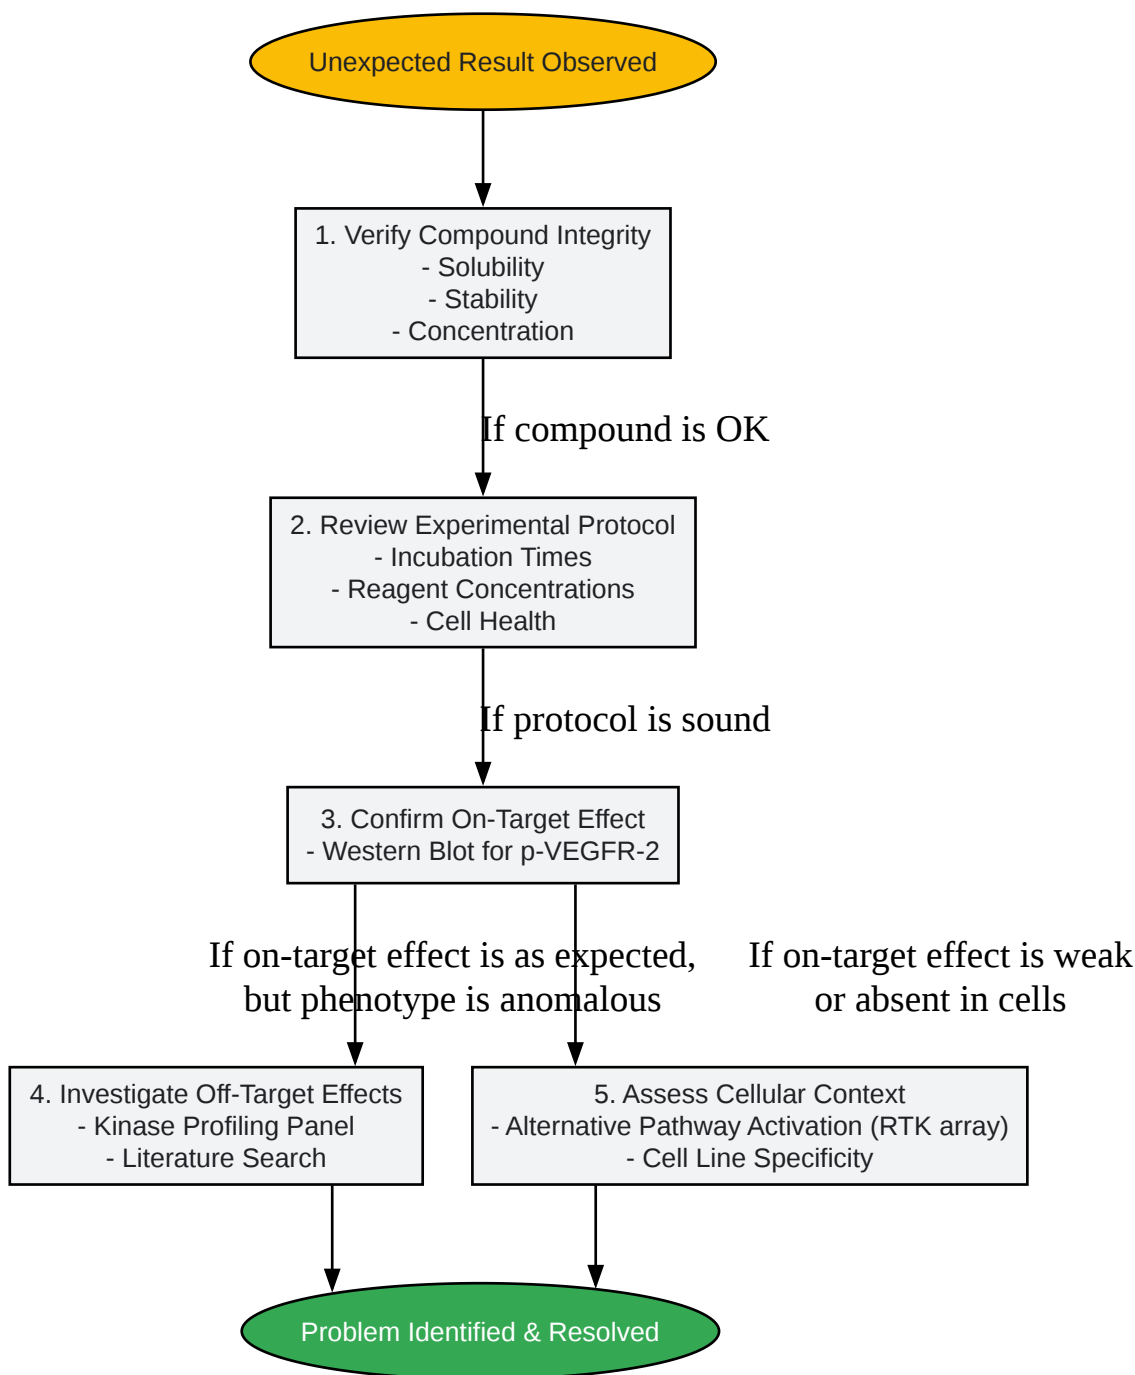 Unexpected Result Observed
1. Verify Compound Integrity
- Solubility
- Stability
- Concentration
If compound is OK
2. Review Experimental Protocol
- Incubation Times
- Reagent Concentrations
- Cell Health
If protocol is sound
3. Confirm On-Target Effect
- Western Blot for p-VEGFR-2
If on-target effect is as expected,
but phenotype is anomalous
If on-target effect is weak
or absent in cells
4. Investigate Off-Target Effects
- Kinase Profiling Panel
- Literature Search
5. Assess Cellular Context
- Alternative Pathway Activation (RTK array)
- Cell Line Specificity
Problem Identified & Resolved